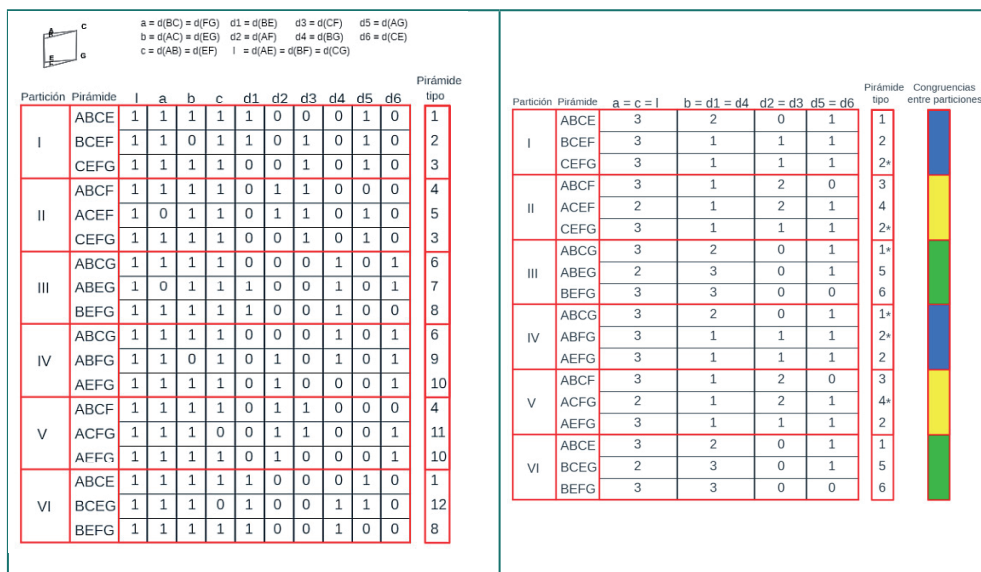 C
G
E
a = d(BC) = d(FG) d1 = d(BE) d3 = d(CF) d5 = d(AG)
b = d(AC) = d(EG) d2 = d(AF) d4 = d(BG) d6 = d(CE)
c = d(AB) = d(EF) l = d(AE) = d(BF) = d(CG)
Pirámide
Partición Pirámide l a b c d1 d2 d3 d4 d5 d6 tipo
ABCE 1 1 1 1 1 0 0 0 1 0 1
I BCEF 1 1 0 1 1 0 1 0 1 0 2
CEFG 1 1 1 1 0 0 1 0 1 0 3
ABCF 1 1 1 1 0 1 1 0 0 0 4
II ACEF 1 0 1 1 0 1 1 0 1 0 5
CEFG 1 1 1 1 0 0 1 0 1 0 3
ABCG 1 1 1 1 0 0 0 1 0 1 6
III ABEG 1 0 1 1 1 0 0 1 0 1 7
BEFG 1 1 1 1 1 0 0 1 0 0 8
ABCG 1 1 1 1 0 0 0 1 0 1 6
IV ABFG 1 1 0 1 0 1 0 1 0 1 9
AEFG 1 1 1 1 0 1 0 0 0 1 10
ABCF 1 1 1 1 0 1 1 0 0 0 4
V ACFG 1 1 1 0 0 1 1 0 0 1 11
AEFG 1 1 1 1 0 1 0 0 0 1 10
ABCE 1 1 1 1 1 0 0 0 1 0 1
VI BCEG 1 1 1 0 1 0 0 1 1 0 12
BEFG 1 1 1 1 1 0 0 1 0 0 8
Pirámide Congruencias
Partición Pirámide a = c = l b = d1 = d4 d2 = d3 d5 = d6 tipo entre particiones
ABCE 3 2 0 1 1
I BCEF 3 1 1 1 2
CEFG 3 1 1 1 2*
ABCF 3 1 2 0 3
II ACEF 2 1 2 1 4
CEFG 3 1 1 1 2*
ABCG 3 2 0 1 1*
III ABEG 2 3 0 1 5
BEFG 3 3 0 0 6
ABCG 3 2 0 1 1*
IV ABFG 3 1 1 1 2*
AEFG 3 1 1 1 2
ABCF 3 1 2 0 3
V ACFG 2 1 2 1 4*
AEFG 3 1 1 1 2
ABCE 3 2 0 1 1
VI BCEG 2 3 0 1 5
BEFG 3 3 0 0 6